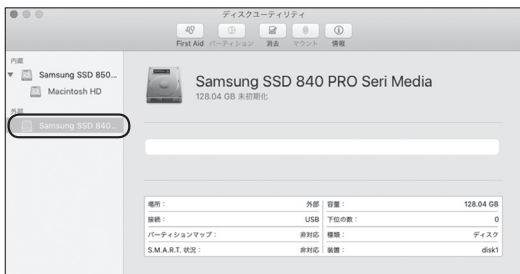 ディスクユーティリティ
First Aid パーティション 消去 マウント 情報
内蔵
Samsung SSD 850...
Macintosh HD
外部
Samsung SSD 840...
Samsung SSD 840 PRO Seri Media
128.04 GB 未初期化
場所： 外部 容量： 128.04 GB
接続： USB 下位の数： 0
パーティションマップ： 非対応 種類： ディスク
S.M.A.R.T. 状況： 非対応 装置： disk1